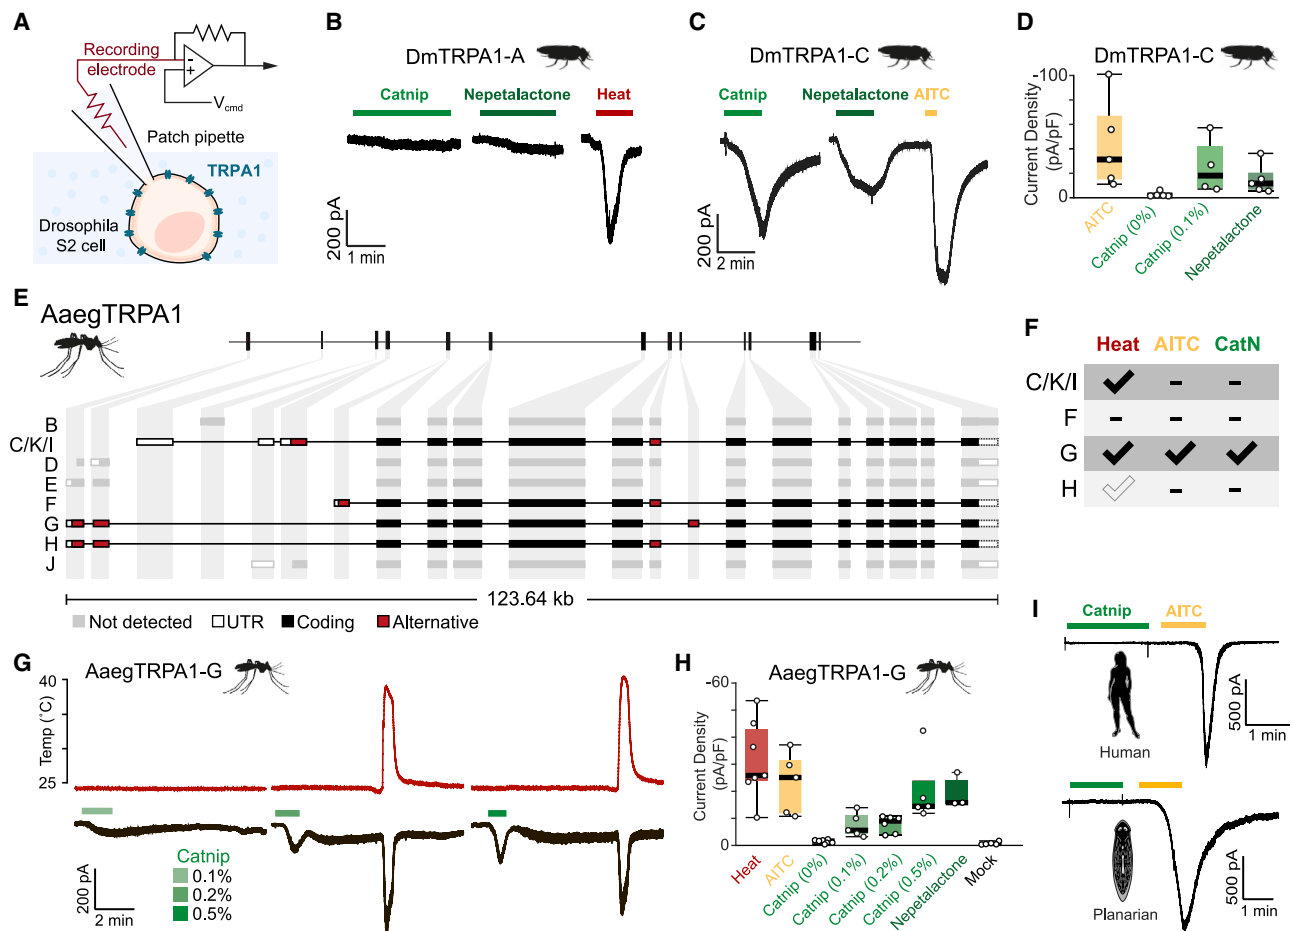 A
Recording
electrode
-
+
Vcmd
Patch pipette
TRPA1
Drosophila
S2 cell
B
DmTRPA1-A
Catnip
Nepetalactone
Heat
200 pA
1 min
C
DmTRPA1-C
Catnip
Nepetalactone
AITC
200 pA
2 min
D
DmTRPA1-C
-100
0
Current Density
(pA/pF)
AITC
Catnip (0%)
Catnip (0.1%)
Nepetalactone
E
AaegTRPA1
B
C/K/I
D
E
F
G
H
J
123.64 kb
Not detected
UTR
Coding
Alternative
F
Heat AITC CatN
C/K/I ✓ - -
F - - -
G ✓ ✓ ✓
H ✓ - -
G
AaegTRPA1-G
40
25
Temp (°C)
200 pA
2 min
Catnip
0.1%
0.2%
0.5%
H
AaegTRPA1-G
-60
0
Current Density
(pA/pF)
Heat
AITC
Catnip (0%)
Catnip (0.1%)
Catnip (0.2%)
Catnip (0.5%)
Nepetalactone
Mock
I
Catnip
AITC
Human
500 pA
1 min
Planarian
500 pA
1 min